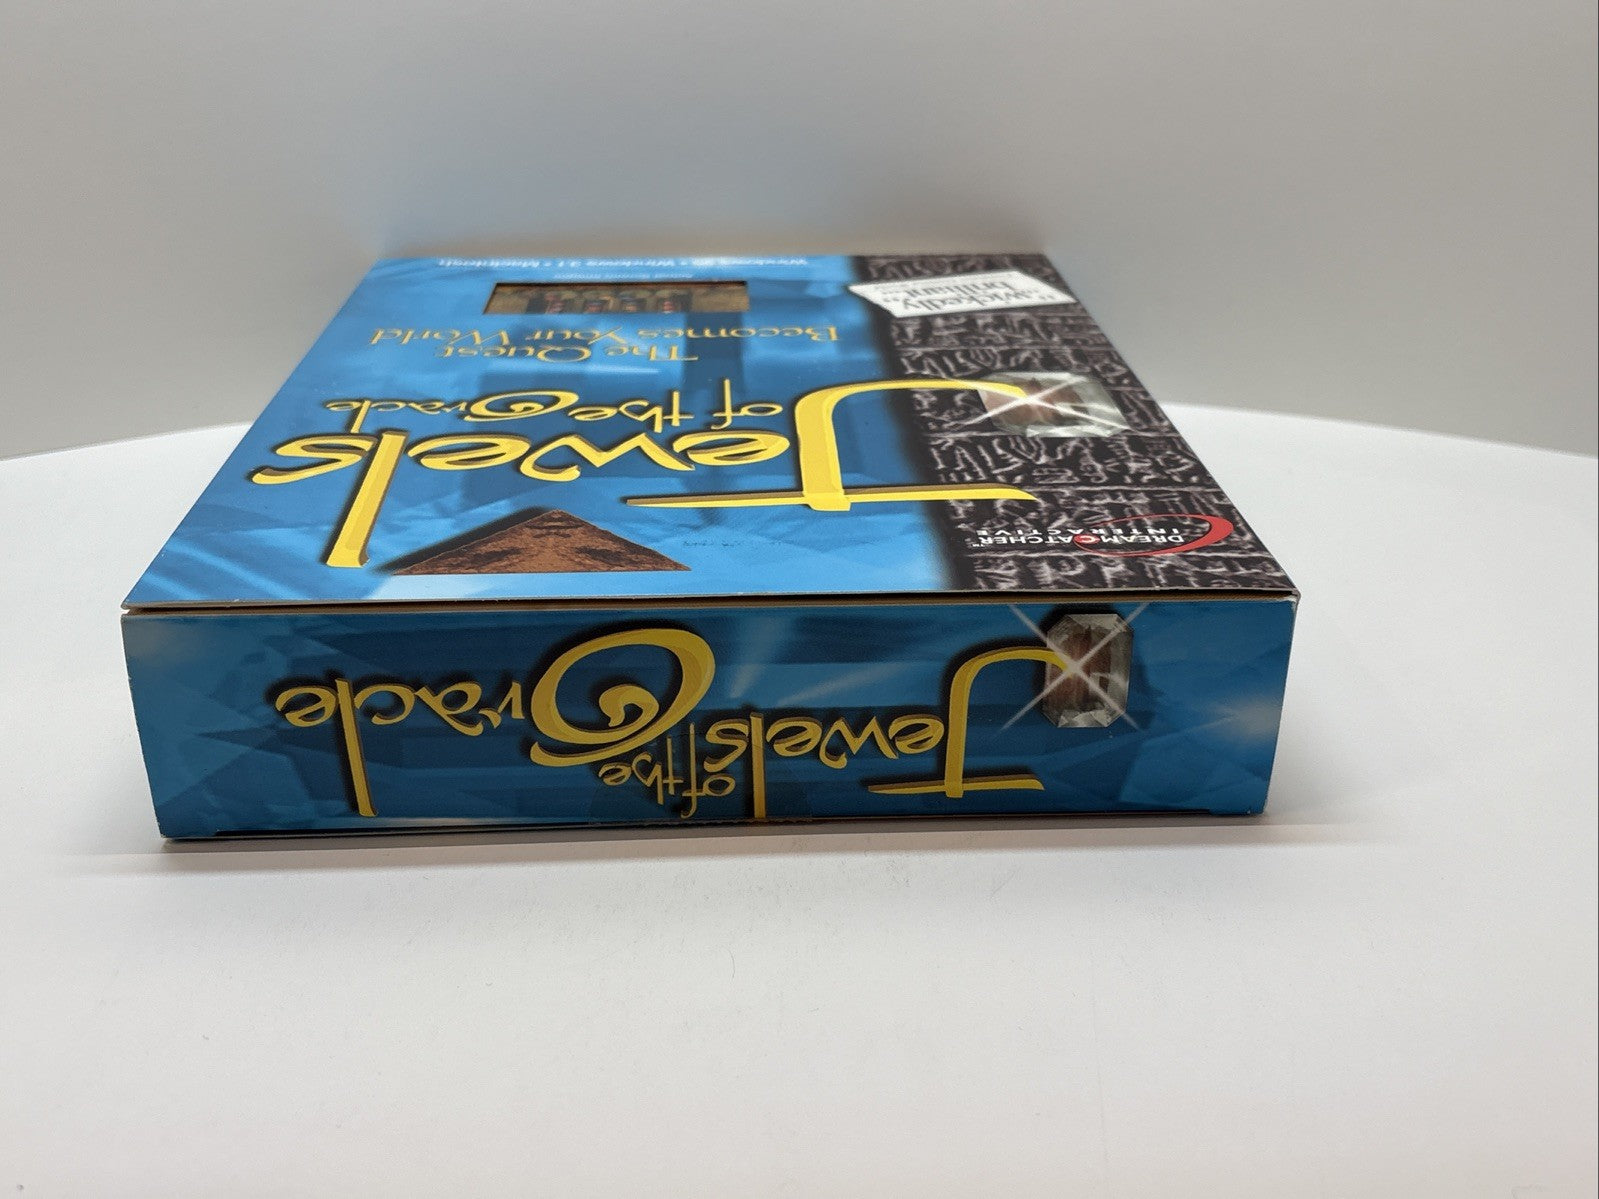 DREAMCATCHER
INTERACTIVE
Jewels
of the Oracle
The Quest
Becomes Your World
wickedly
brilliant
Windows 95 • Windows 3.1 • Macintosh
Jewels
of the
Oracle